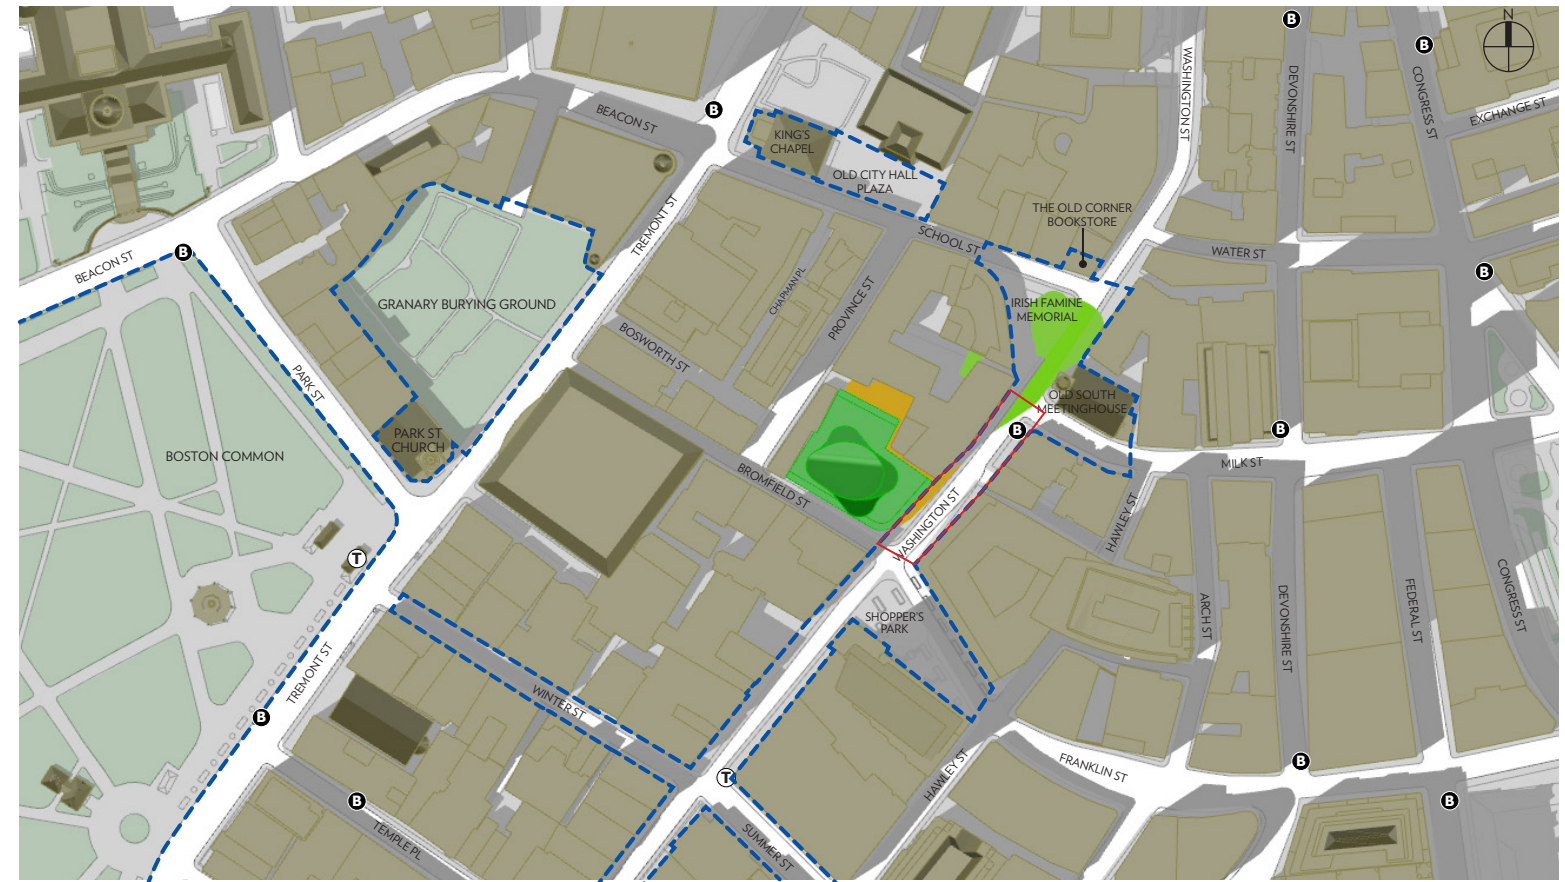 B
B
N
WASHINGTON ST
DEVONSHIRE ST
CONGRESS ST
EXCHANGE ST
B
BEACON ST
KING'S
CHAPEL
OLD CITY HALL
PLAZA
THE OLD CORNER
BOOKSTORE
TREMONT ST
SCHOOL ST
WATER ST
B
BEACON ST
B
CHAPMAN PL
PROVINCE ST
IRISH FAMINE
MEMORIAL
GRANARY BURYING GROUND
BOSWORTH ST
PARK ST
OLD SOUTH
MEETINGHOUSE
B
B
PARK ST
CHURCH
BOSTON COMMON
BROMFIELD ST
MILK ST
WASHINGTON ST
HAWLEY ST
T
ARCH ST
DEVONSHIRE ST
FEDERAL ST
CONGRESS ST
SHOPPER'S
PARK
TREMONT ST
WINTER ST
B
T
HAWLEY ST
FRANKLIN ST
B
B
B
TEMPLE PL
SUMMER ST